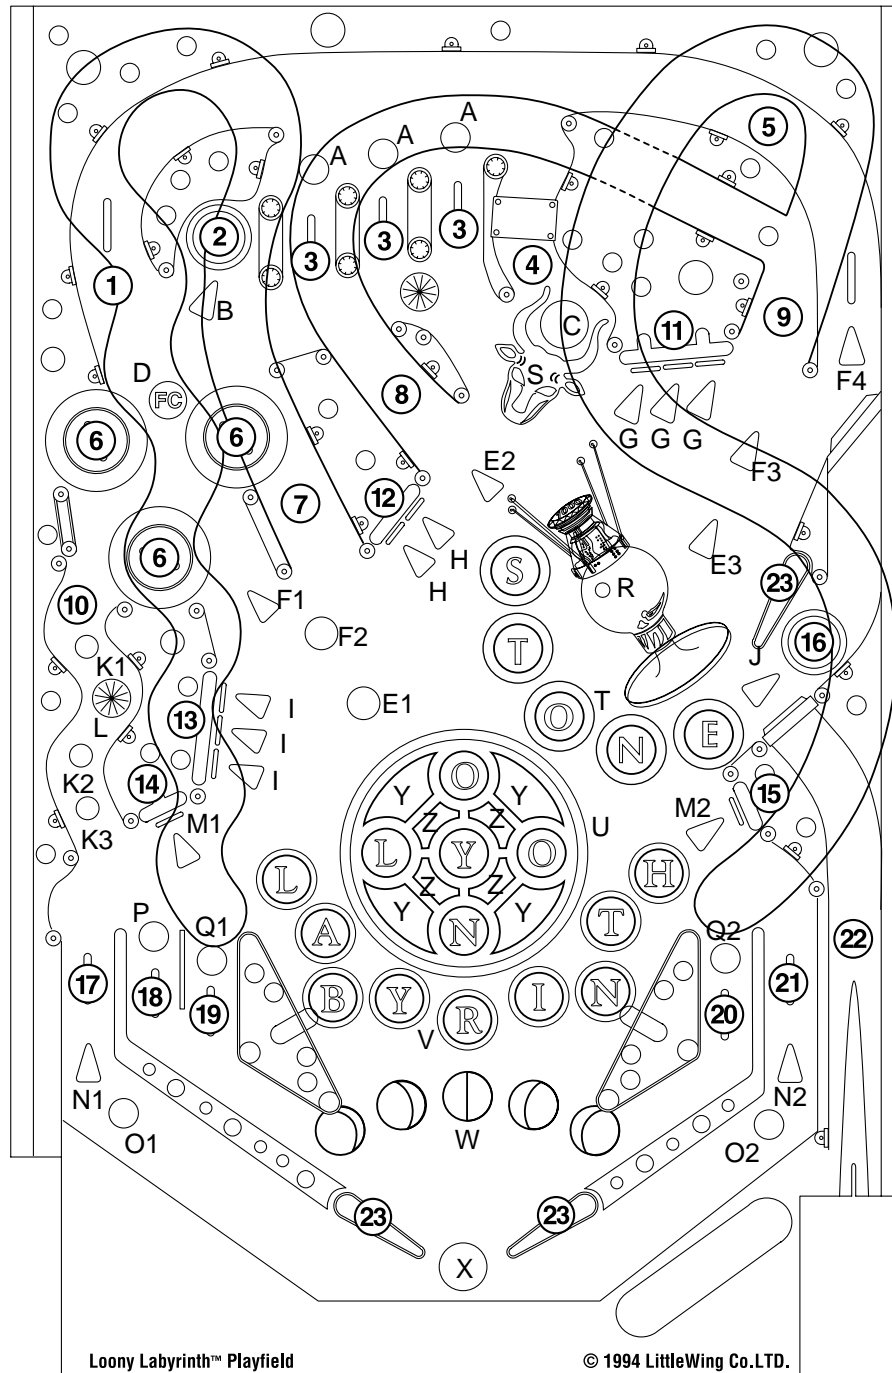 A
A
A
5
2
3
3
3
4
1
B
C
11
9
S
D
FC
8
F4
G G G
6
6
E2
F3
12
7
H
H
6
S
E3
23
10
F1
R
F2
T
16
J
K1
L
13
I
E1
O
T
N
E
I
I
14
K2
K3
M1
O
Y
Y
Z
Z
U
M2
15
L
Y
O
Z
Z
Y
Y
N
L
A
B
Y
R
I
N
T
H
P
Q1
Q2
22
17
18
19
20
21
V
N1
N2
W
O1
O2
23
23
X
Loony Labyrinth™ Playfield
© 1994 LittleWing Co.LTD.